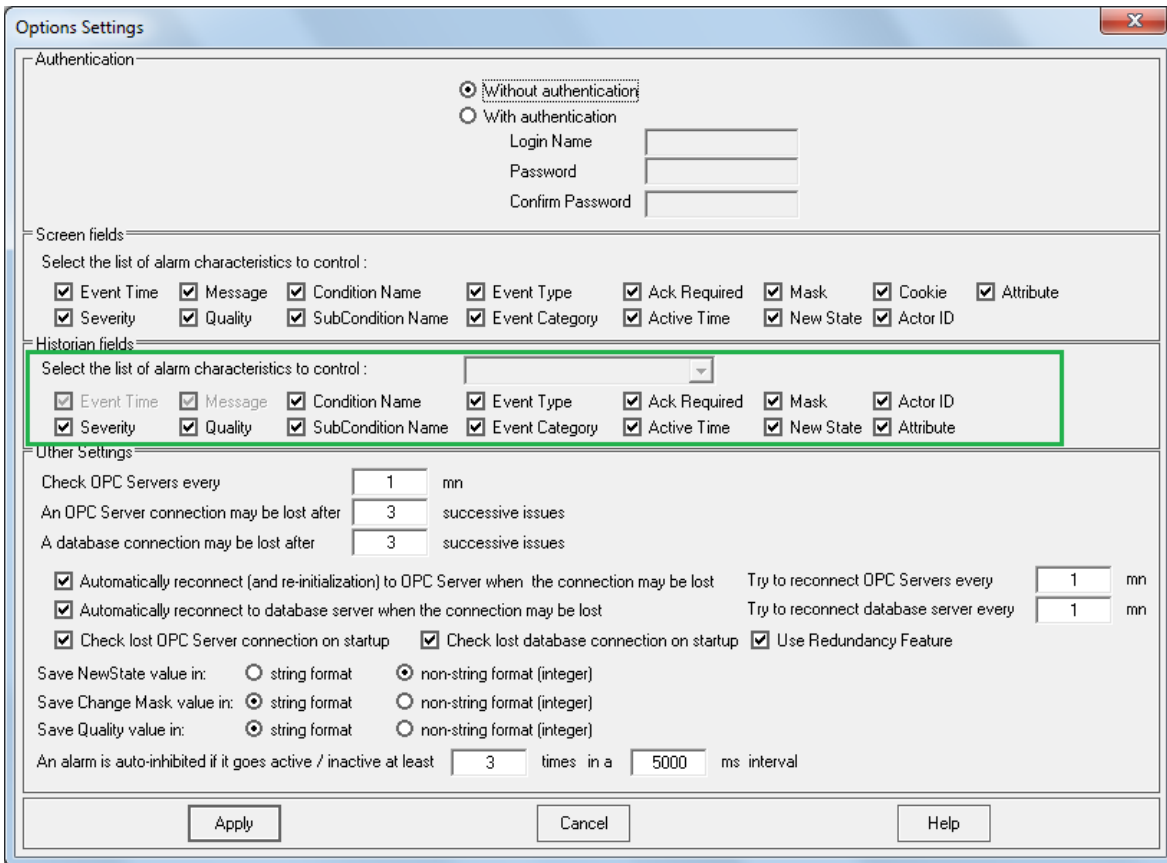 Options Settings
Authentication
Without authentication
With authentication
Login Name
Password
Confirm Password
Screen fields
Select the list of alarm characteristics to control :
Event Time Message Condition Name Event Type Ack Required Mask Cookie Attribute
Severity Quality SubCondition Name Event Category Active Time New State Actor ID
Historian fields
Select the list of alarm characteristics to control :
Event Time Message Condition Name Event Type Ack Required Mask Actor ID
Severity Quality SubCondition Name Event Category Active Time New State Attribute
Other Settings
Check OPC Servers every 1 mn
An OPC Server connection may be lost after 3 successive issues
A database connection may be lost after 3 successive issues
Automatically reconnect (and re-initialization) to OPC Server when the connection may be lost Try to reconnect OPC Servers every 1 mn
Automatically reconnect to database server when the connection may be lost Try to reconnect database server every 1 mn
Check lost OPC Server connection on startup Check lost database connection on startup Use Redundancy Feature
Save NewState value in: string format non-string format (integer)
Save Change Mask value in: string format non-string format (integer)
Save Quality value in: string format non-string format (integer)
An alarm is auto-inhibited if it goes active / inactive at least 3 times in a 5000 ms interval
Apply Cancel Help